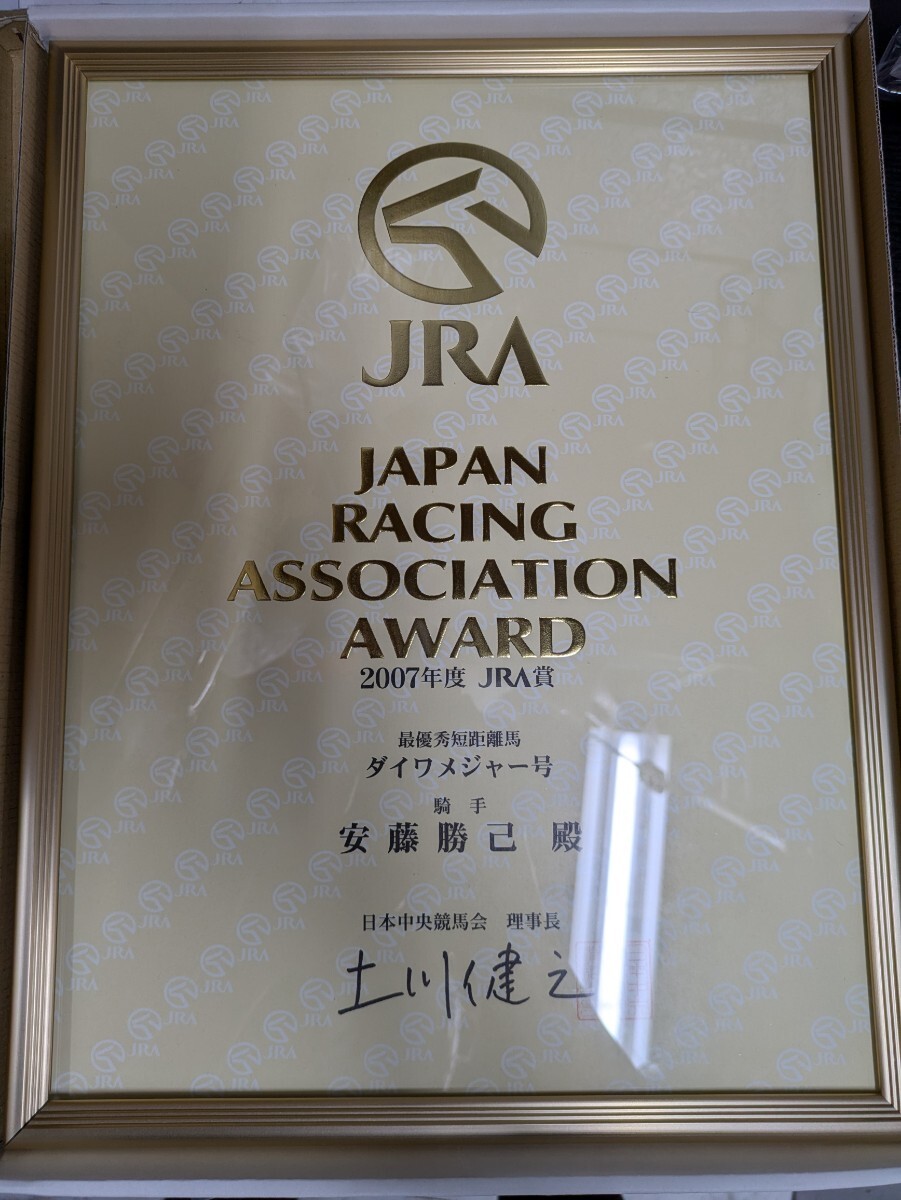 JRA
JAPAN
RACING
ASSOCIATION
AWARD
2007年度 JRA賞
最優秀短距離馬
ダイワメジャー号
騎 手
安 藤 勝 己 殿
日本中央競馬会 理事長
土川健之